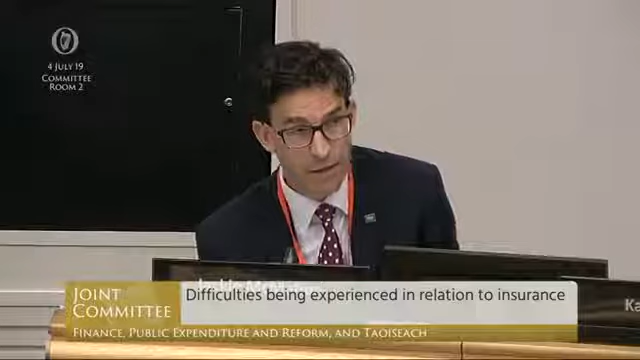 4 July 19
Committee
Room 2
Joint
Committee
Difficulties being experienced in relation to insurance
Finance, Public Expenditure and Reform, and Taoiseach
Ka